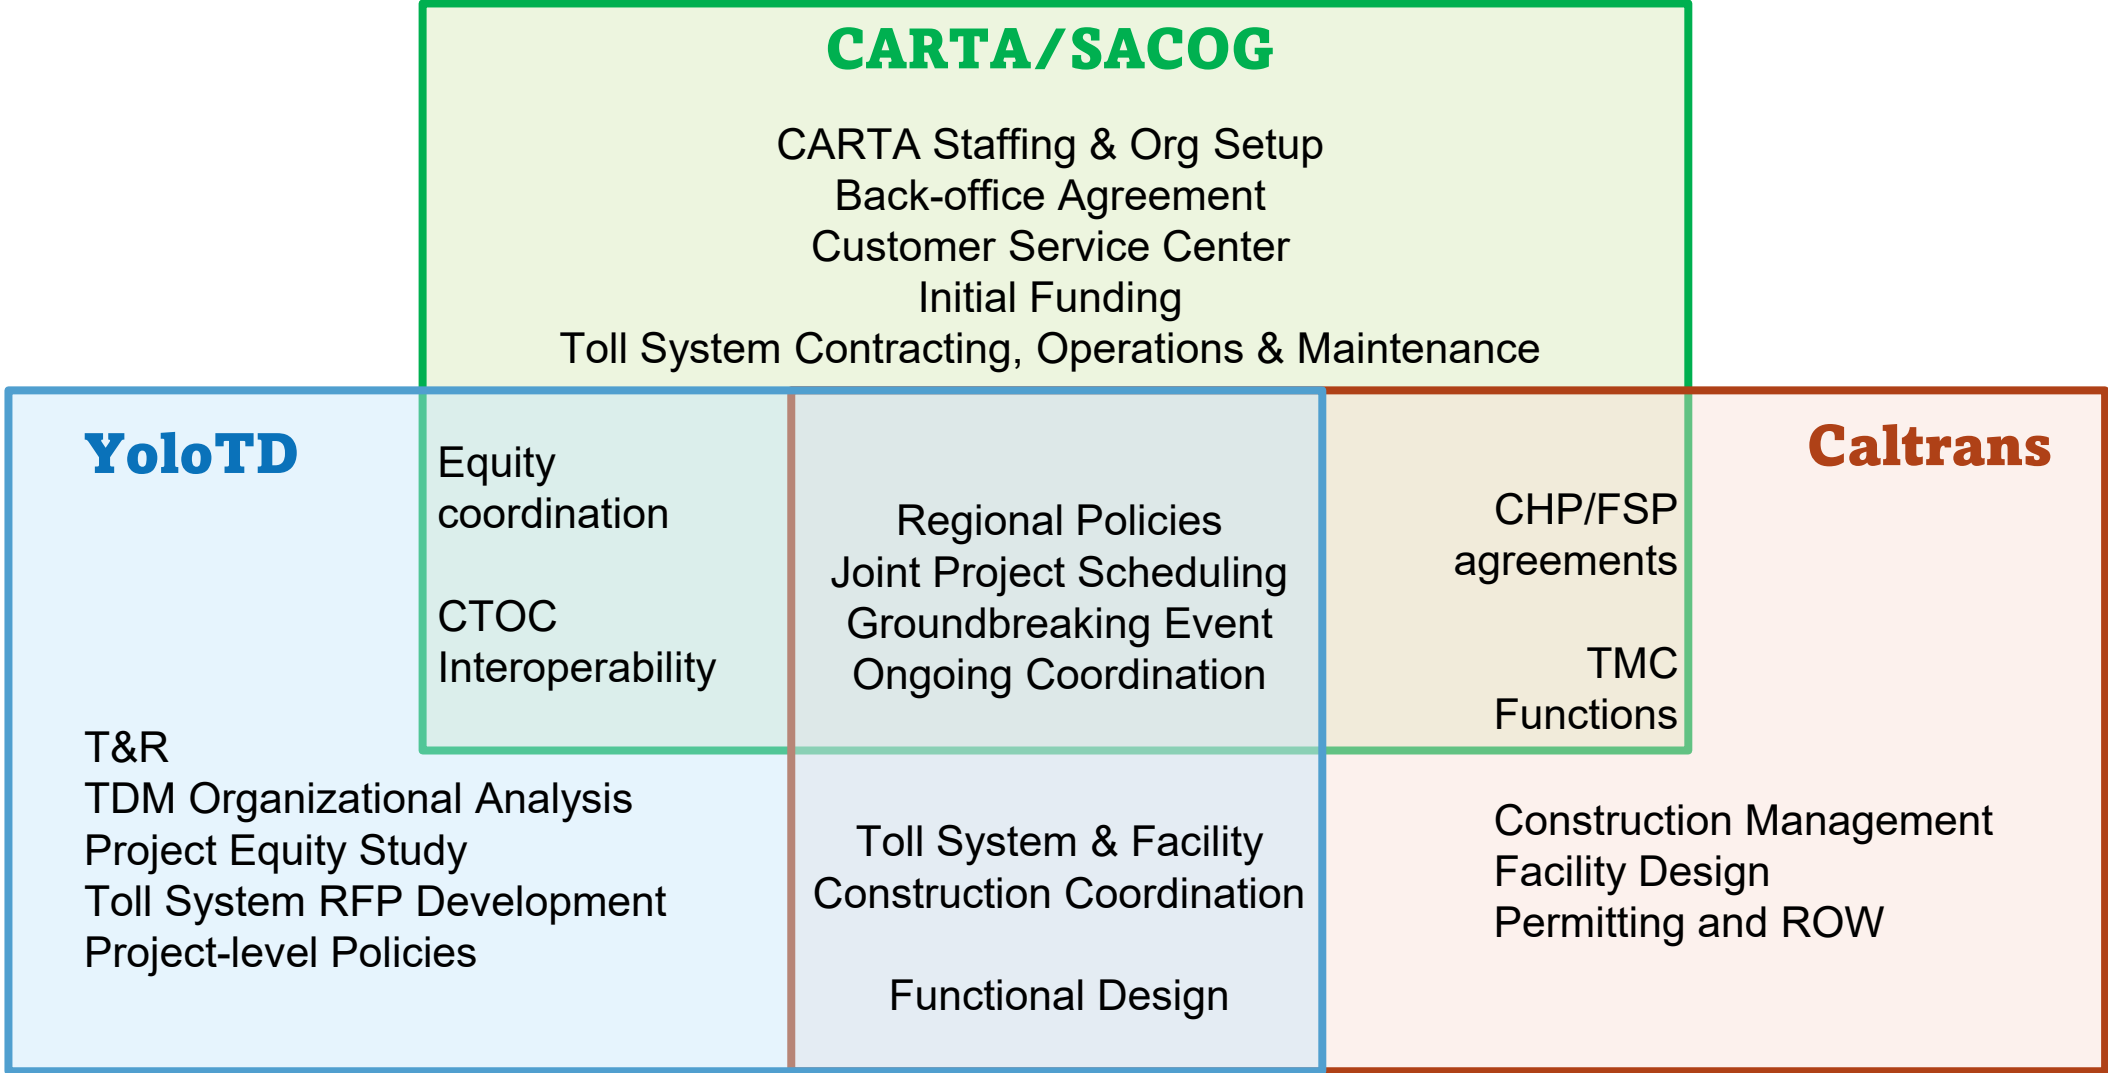 CARTA/SACOG
CARTA Staffing & Org Setup
Back-office Agreement
Customer Service Center
Initial Funding
Toll System Contracting, Operations & Maintenance
YoloTD
Equity
coordination
CTOC
Interoperability
T&R
TDM Organizational Analysis
Project Equity Study
Toll System RFP Development
Project-level Policies
Regional Policies
Joint Project Scheduling
Groundbreaking Event
Ongoing Coordination
Toll System & Facility
Construction Coordination
Functional Design
Caltrans
CHP/FSP
agreements
TMC
Functions
Construction Management
Facility Design
Permitting and ROW